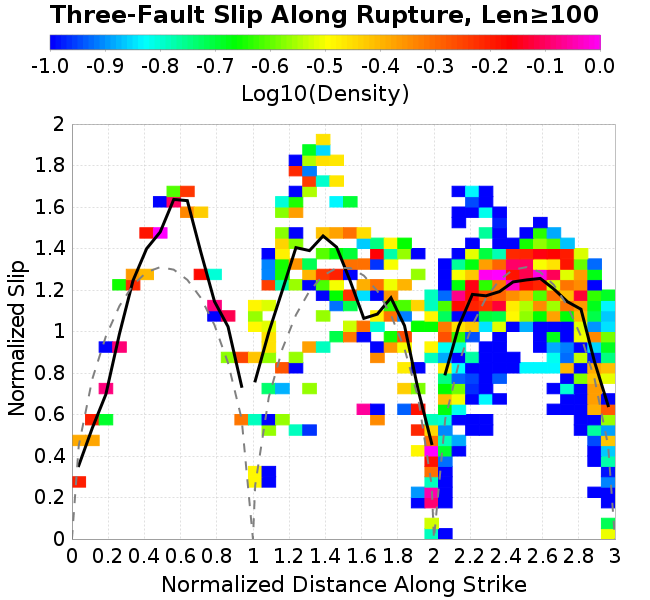 Three-Fault Slip Along Rupture, Len≥100
-1.0 -0.9 -0.8 -0.7 -0.6 -0.5 -0.4 -0.3 -0.2 -0.1 0.0
Log10(Density)
2
1.8
1.6
1.4
1.2
1
0.8
0.6
0.4
0.2
0
Normalized Slip
0 0.2 0.4 0.6 0.8 1 1.2 1.4 1.6 1.8 2 2.2 2.4 2.6 2.8 3
Normalized Distance Along Strike